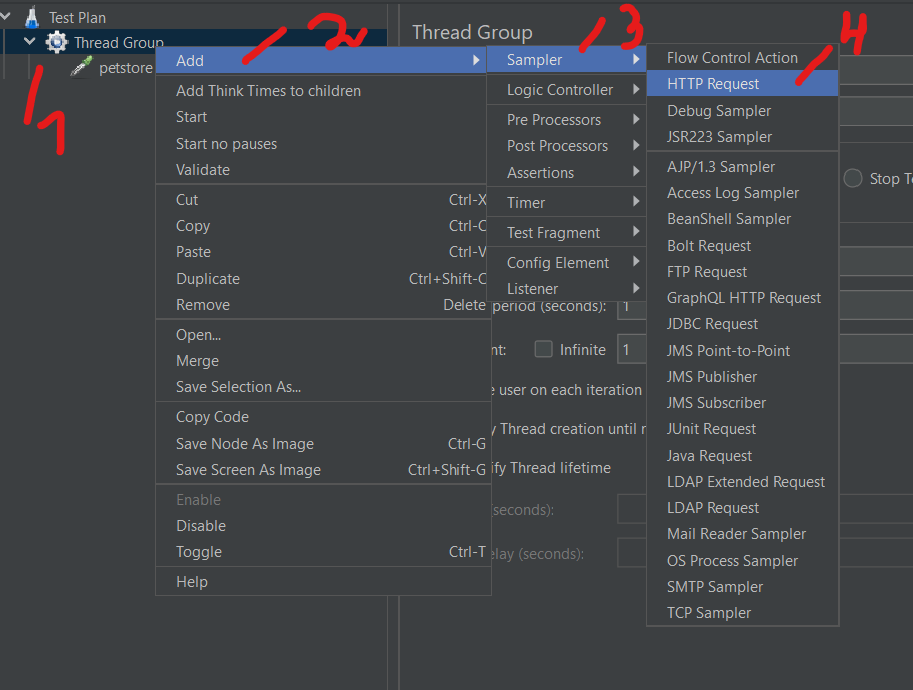 Test Plan
Thread Group
petstore
1
Add
2
Add Think Times to children
Start
Start no pauses
Validate
Cut Ctrl-X
Copy Ctrl-C
Paste Ctrl-V
Duplicate Ctrl+Shift-C
Remove Delete
Open...
Merge
Save Selection As...
Copy Code
Save Node As Image Ctrl-G
Save Screen As Image Ctrl+Shift-G
Enable
Disable
Toggle Ctrl-T
Help
Thread Group
Sampler
3
Logic Controller
Pre Processors
Post Processors
Assertions
Timer
Test Fragment
Config Element
Listener
period (seconds): 1
Infinite 1
user on each iteration
Thread creation until
Thread lifetime
(seconds):
(seconds):
4
Flow Control Action
HTTP Request
Debug Sampler
JSR223 Sampler
AJP/1.3 Sampler
Access Log Sampler
BeanShell Sampler
Bolt Request
FTP Request
GraphQL HTTP Request
JDBC Request
JMS Point-to-Point
JMS Publisher
JMS Subscriber
JUnit Request
Java Request
LDAP Extended Request
LDAP Request
Mail Reader Sampler
OS Process Sampler
SMTP Sampler
TCP Sampler
Stop